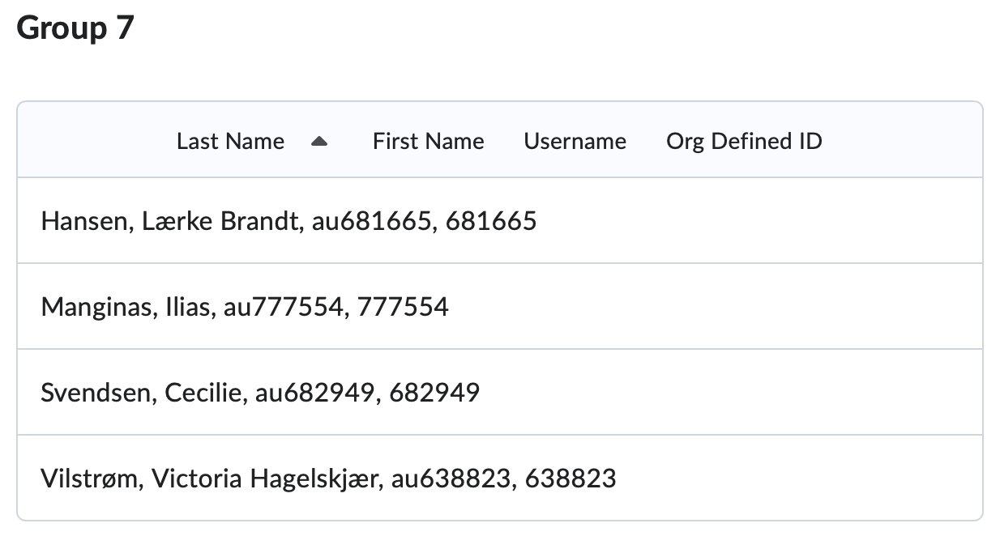 Group 7
Last Name ▲ First Name Username Org Defined ID
Hansen, Lærke Brandt, au681665, 681665
Manginas, Ilias, au777554, 777554
Svendsen, Cecilie, au682949, 682949
Vilstrøm, Victoria Hagelskjær, au638823, 638823